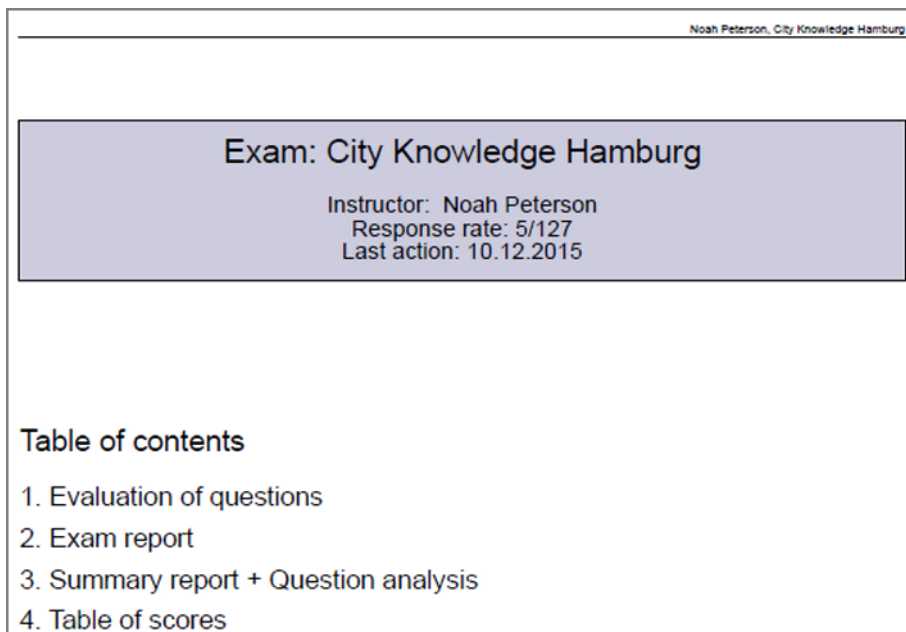 Noah Peterson, City Knowledge Hamburg
Exam: City Knowledge Hamburg
Instructor:  Noah Peterson
Response rate: 5/127
Last action: 10.12.2015
Table of contents
1. Evaluation of questions
2. Exam report
3. Summary report + Question analysis
4. Table of scores